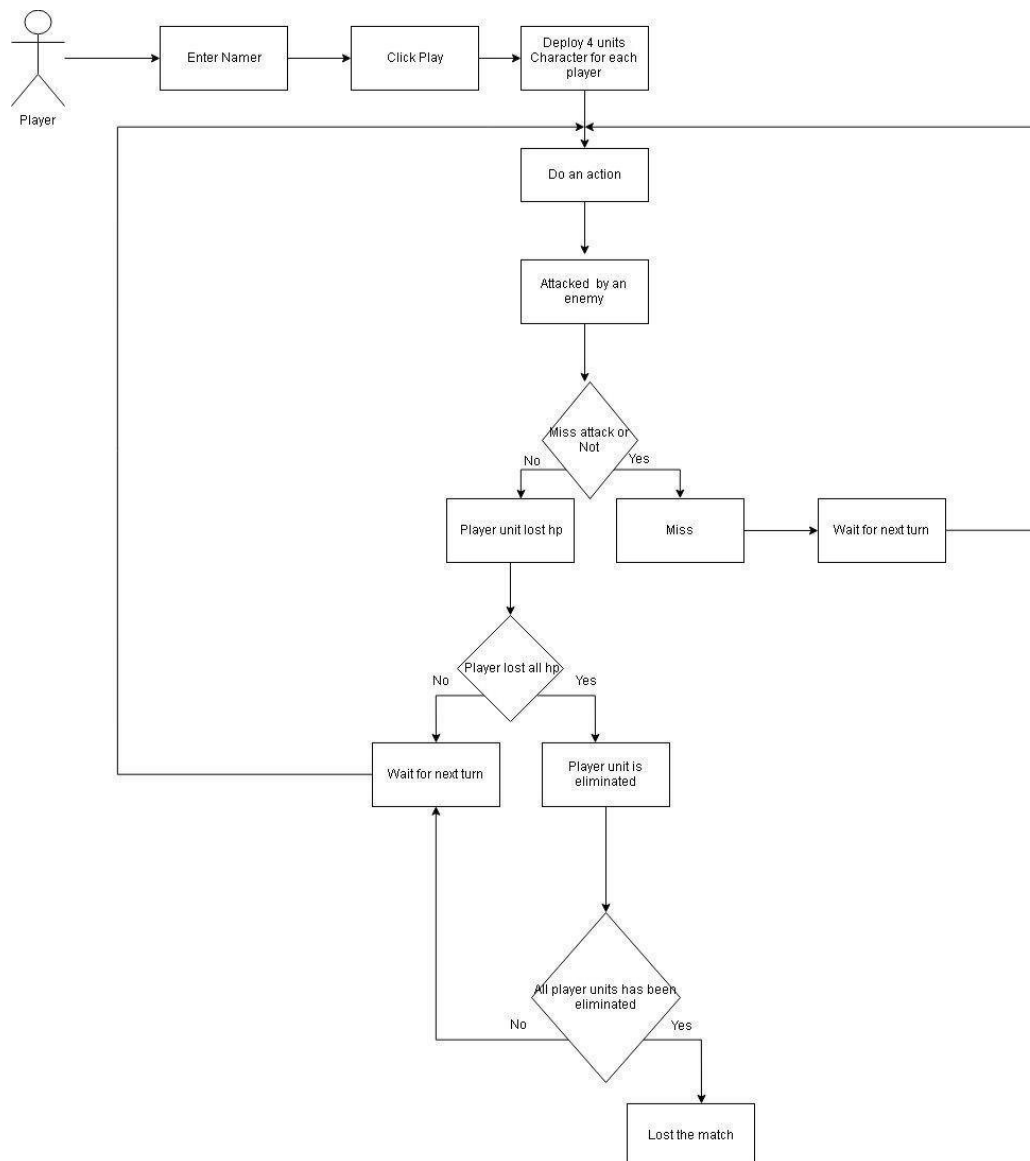 Player
Enter Namer
Click Play
Deploy 4 units
Character for each
player
Do an action
Attacked by an
enemy
Miss attack or
Not
No
Yes
Player unit lost hp
Miss
Wait for next turn
Player lost all hp
No
Yes
Wait for next turn
Player unit is
eliminated
All player units has been
eliminated
No
Yes
Lost the match